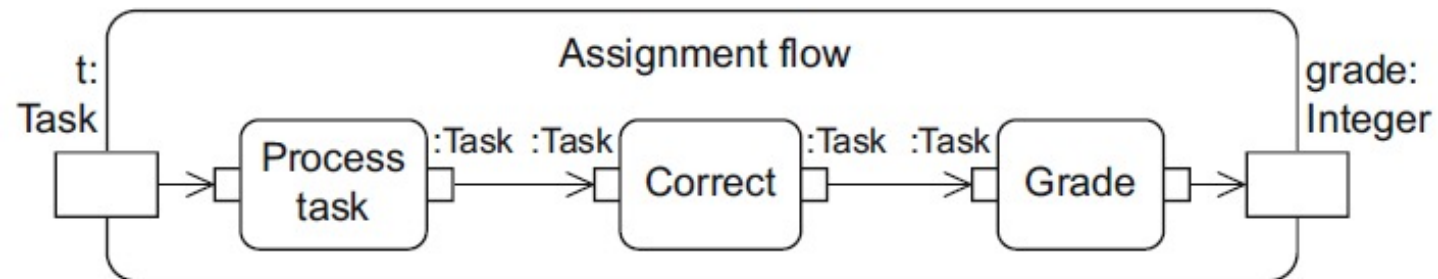 Assignment flow
t:
Task
grade:
Integer
Process
task
:Task :Task
Correct
:Task :Task
Grade